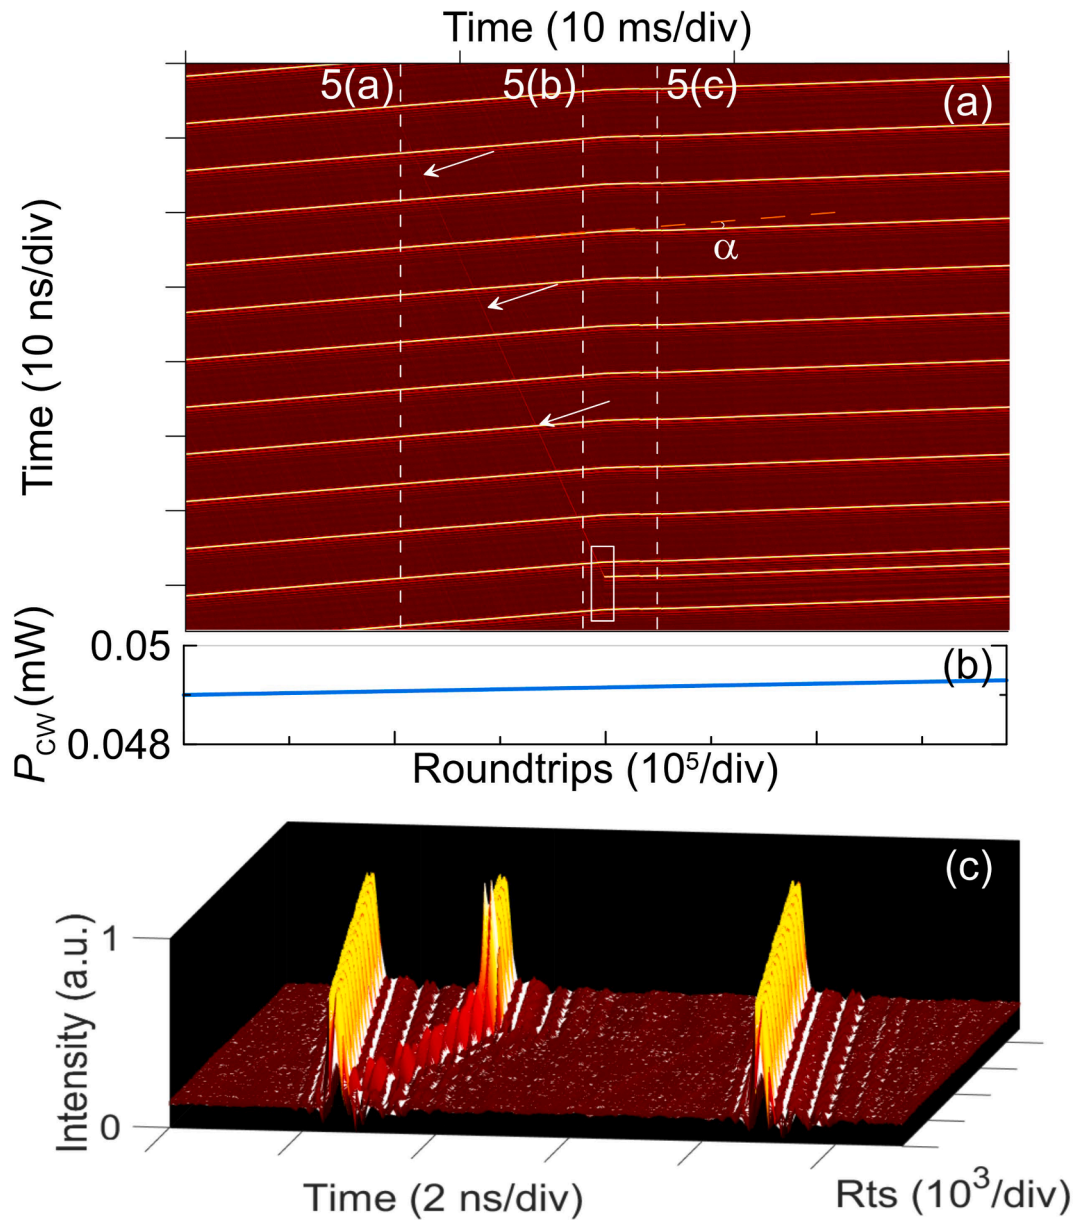 Time (10 ms/div)
5(a)
5(b)
5(c)
(a)
Time (10 ns/div)
α
P_CW (mW)
0.05
0.048
(b)
Roundtrips (10⁵/div)
(c)
Intensity (a.u.)
1
0
Time (2 ns/div)
Rts (10³/div)